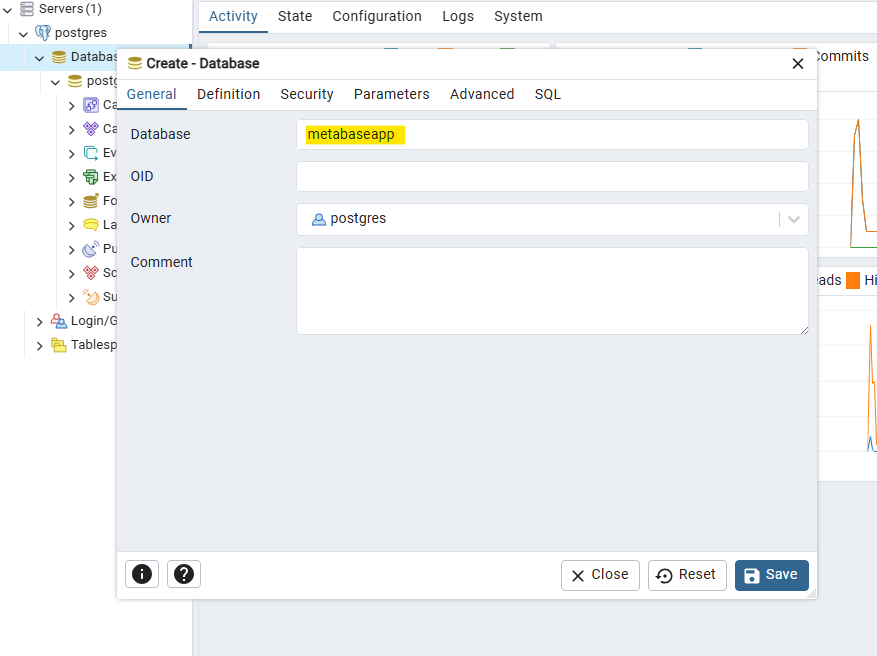 Servers (1)
postgres
Databas
postg
Ca
Ca
Ev
Ex
Fo
La
Pu
Sc
Su
Login/G
Tablesp
Activity State Configuration Logs System
Commits
eads Hi
Create - Database
General Definition Security Parameters Advanced SQL
Database metabaseapp
OID
Owner postgres
Comment
Close Reset Save